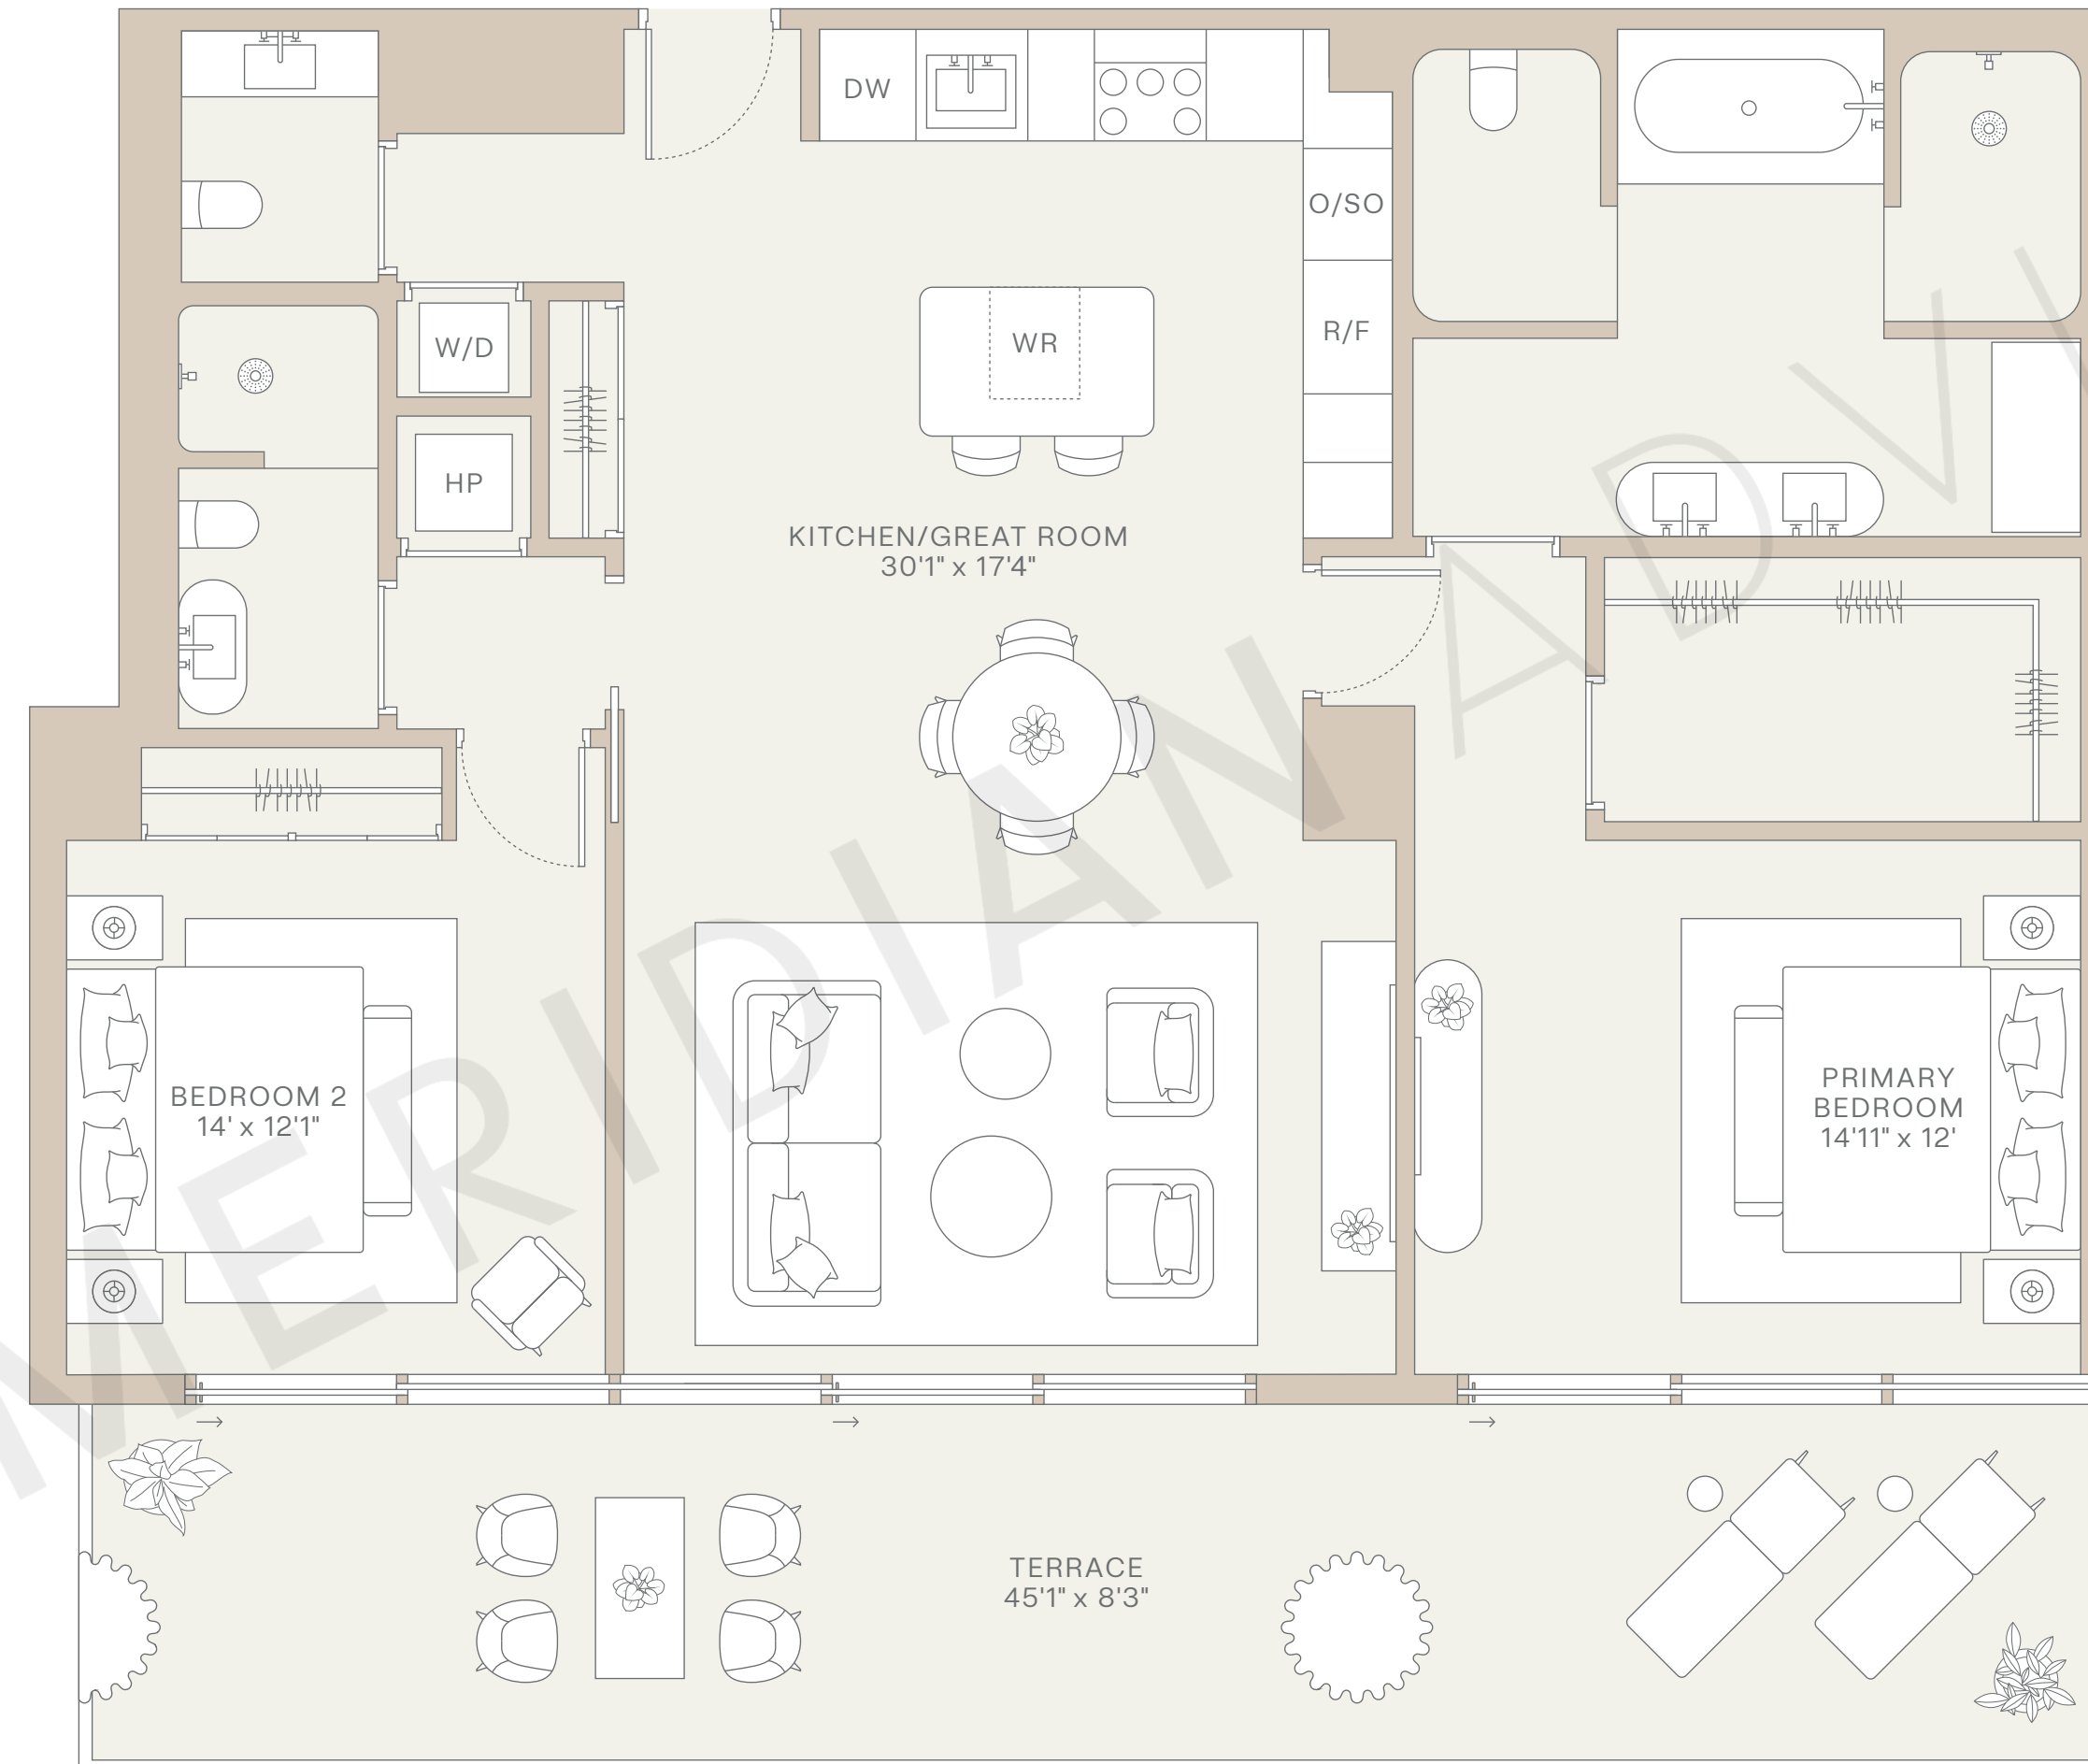 DW
O/SO
W/D
WR
R/F
HP
KITCHEN/GREAT ROOM
30'1" x 17'4"
BEDROOM 2
14' x 12'1"
PRIMARY
BEDROOM
14'11" x 12'
TERRACE
45'1" x 8'3"
MERIDIAN ADVI